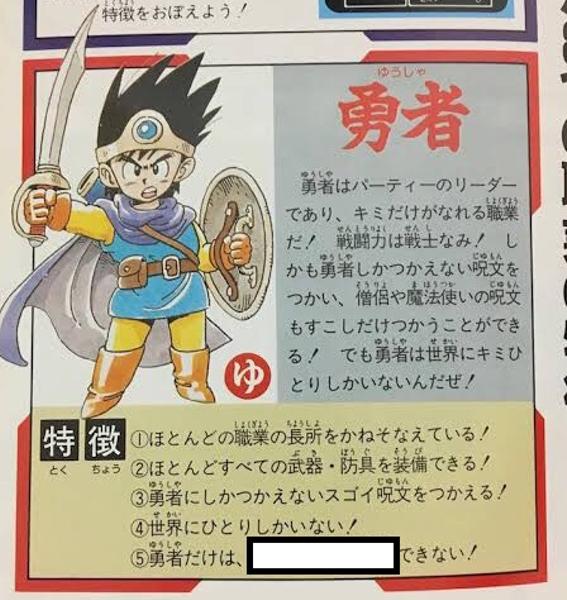 特徴をおぼえよう！
勇者
勇者はパーティーのリーダー
であり、キミだけがなれる職業
だ！　戦闘力は戦士なみ！　し
かも勇者しかつかえない呪文を
つかい、僧侶や魔法使いの呪文
もすこしだけつかうことができ
る！　でも勇者は世界にキミひ
とりしかいないんだぜ！
ゆ
特徴
①ほとんどの職業の長所をかねそなえている！
②ほとんどすべての武器・防具を装備できる！
③勇者にしかつかえないスゴイ呪文をつかえる！
④世界にひとりしかいない！
⑤勇者だけは、
できない！